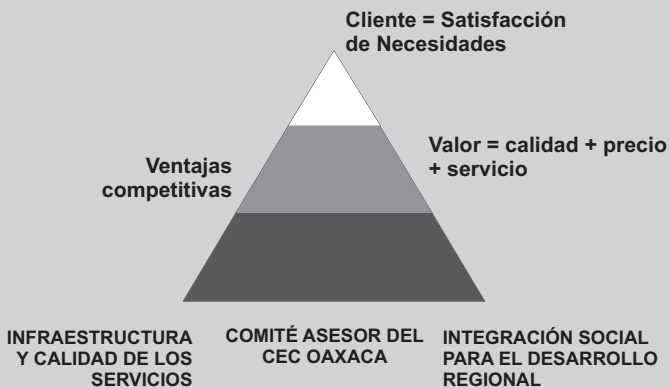 Cliente = Satisfacción
de Necesidades
Ventajas
competitivas
Valor = calidad + precio
+ servicio
INFRAESTRUCTURA
Y CALIDAD DE LOS
SERVICIOS
COMITÉ ASESOR DEL
CEC OAXACA
INTEGRACIÓN SOCIAL
PARA EL DESARROLLO
REGIONAL